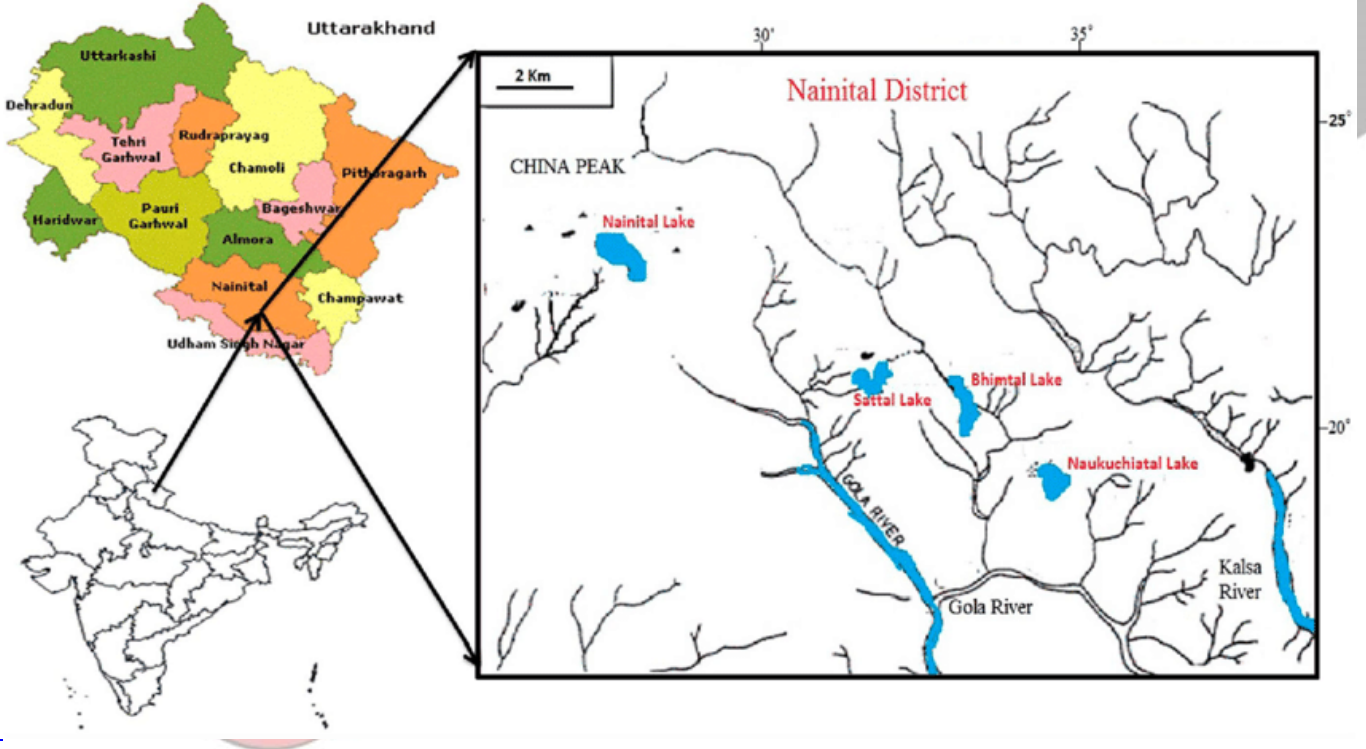 Uttarakhand
Uttarkashi
Dehradun
Tehri
Garhwal
Rudraprayag
Chamoli
Pithoragarh
Haridwar
Pauri
Garhwal
Bageshwar
Almora
Nainital
Champawat
Udham Singh Nagar
30°
35°
2 Km
Nainital District
25°
CHINA PEAK
Nainital Lake
Sattal Lake
Bhimtal Lake
20°
Naukuchiatal Lake
GOLA RIVER
Gola River
Kalsa
River